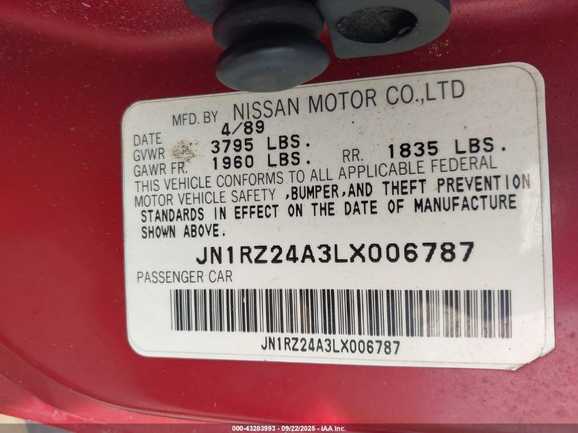 MFD. BY NISSAN MOTOR CO.,LTD
DATE 4/89
GVWR 3795 LBS.
GAWR FR. 1960 LBS. RR. 1835 LBS.
THIS VEHICLE CONFORMS TO ALL APPLICABLE FEDERAL
MOTOR VEHICLE SAFETY ,BUMPER,AND THEFT PREVENTION
STANDARDS IN EFFECT ON THE DATE OF MANUFACTURE
SHOWN ABOVE.
JN1RZ24A3LX006787
PASSENGER CAR
JN1RZ24A3LX006787
000-43283993 - 09/22/2025 - IAA Inc.